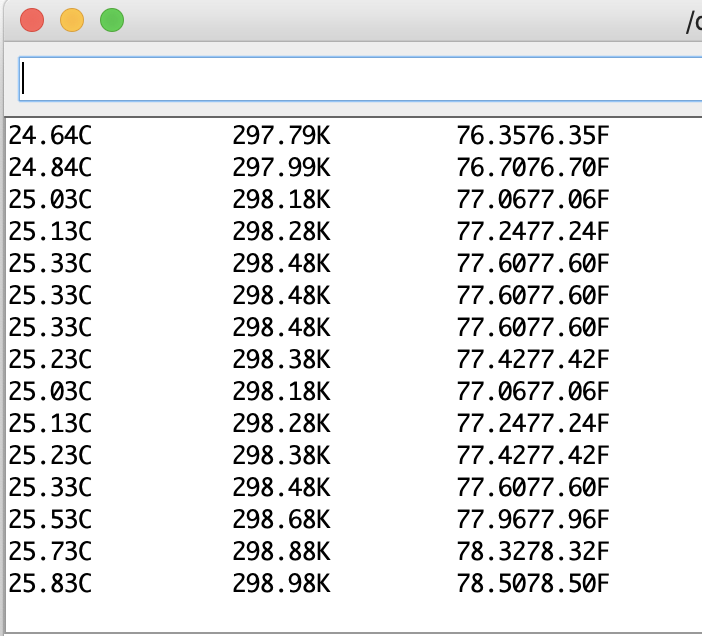 /
24.64C 297.79K 76.3576.35F
24.84C 297.99K 76.7076.70F
25.03C 298.18K 77.0677.06F
25.13C 298.28K 77.2477.24F
25.33C 298.48K 77.6077.60F
25.33C 298.48K 77.6077.60F
25.33C 298.48K 77.6077.60F
25.23C 298.38K 77.4277.42F
25.03C 298.18K 77.0677.06F
25.13C 298.28K 77.2477.24F
25.23C 298.38K 77.4277.42F
25.33C 298.48K 77.6077.60F
25.53C 298.68K 77.9677.96F
25.73C 298.88K 78.3278.32F
25.83C 298.98K 78.5078.50F